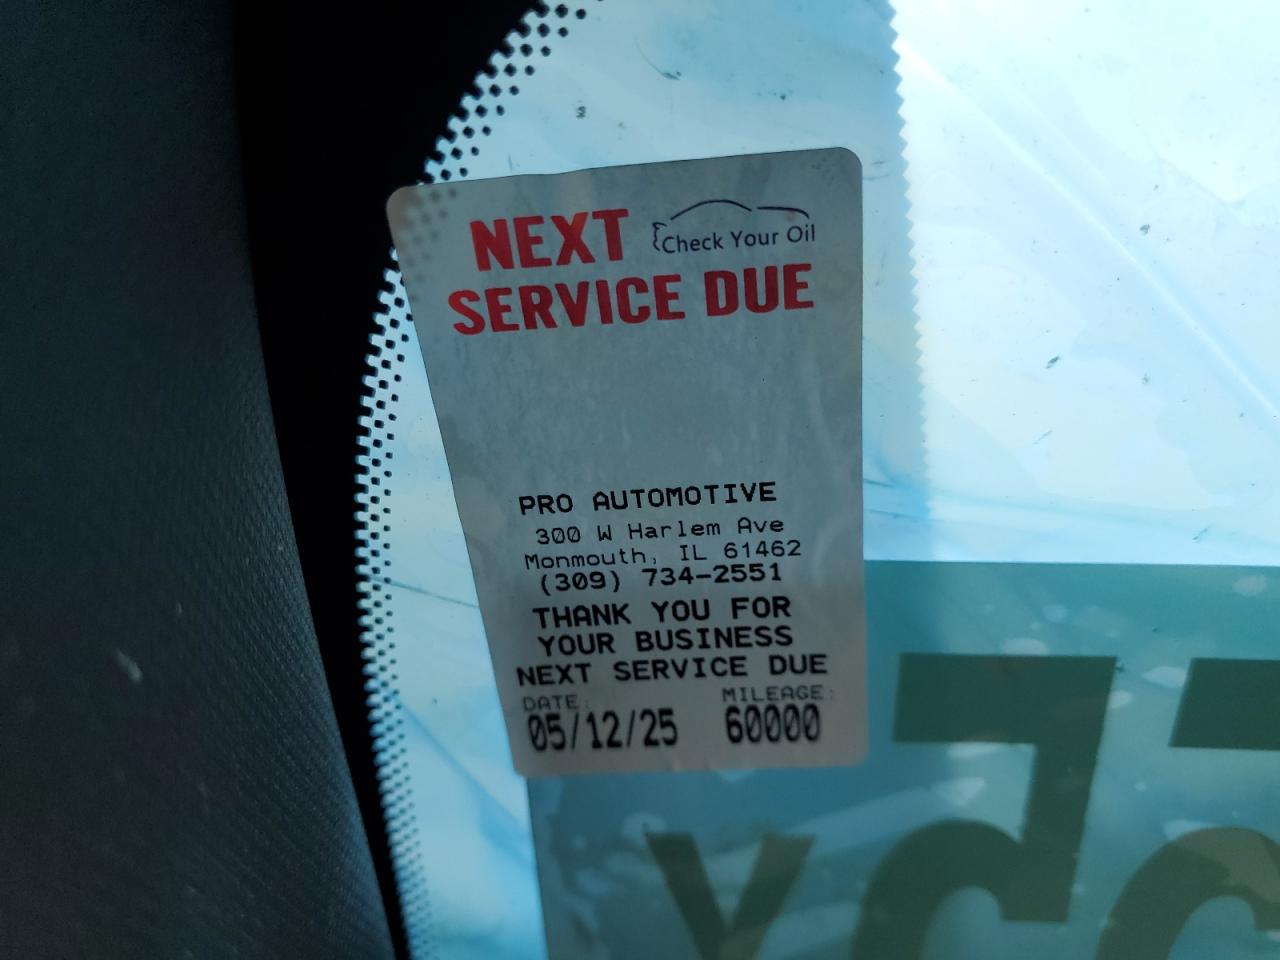 NEXT
Check Your Oil
SERVICE DUE
PRO AUTOMOTIVE
300 W Harlem Ave
Monmouth, IL 61462
(309) 734-2551
THANK YOU FOR
YOUR BUSINESS
NEXT SERVICE DUE
DATE: MILEAGE:
05/12/25 60000